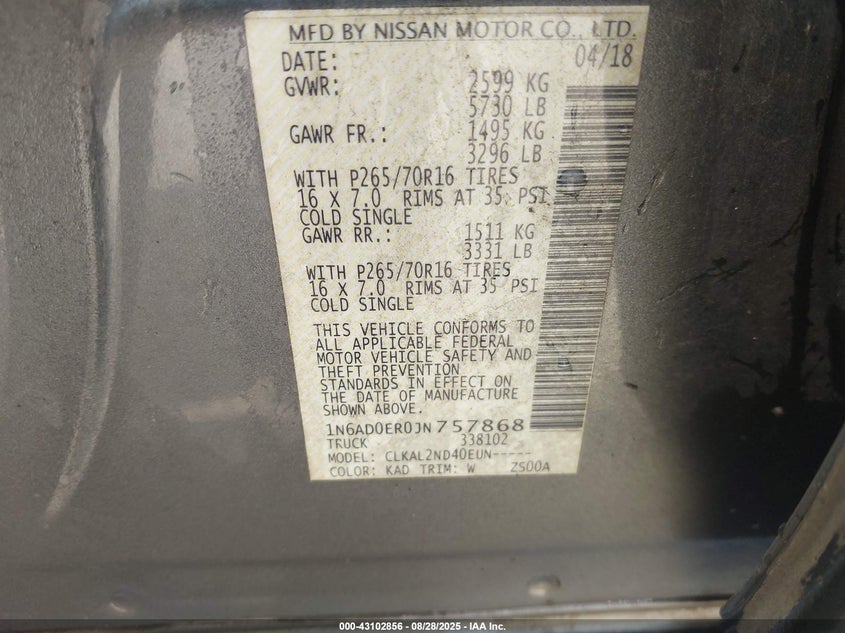 MFD BY NISSAN MOTOR CO., LTD.
DATE: 04/18
GVWR: 2599 KG
5730 LB
GAWR FR.: 1495 KG
3296 LB
WITH P265/70R16 TIRES
16 X 7.0 RIMS AT 35 PSI
COLD SINGLE
GAWR RR.: 1511 KG
3331 LB
WITH P265/70R16 TIRES
16 X 7.0 RIMS AT 35 PSI
COLD SINGLE
THIS VEHICLE CONFORMS TO
ALL APPLICABLE FEDERAL
MOTOR VEHICLE SAFETY AND
THEFT PREVENTION
STANDARDS IN EFFECT ON
THE DATE OF MANUFACTURE
SHOWN ABOVE.
1N6AD0ER0JN757868
TRUCK 338102
MODEL: CLKAL2ND40EUN-----
COLOR: KAD TRIM: W Z500A
000-43102856 - 08/28/2025 - IAA Inc.